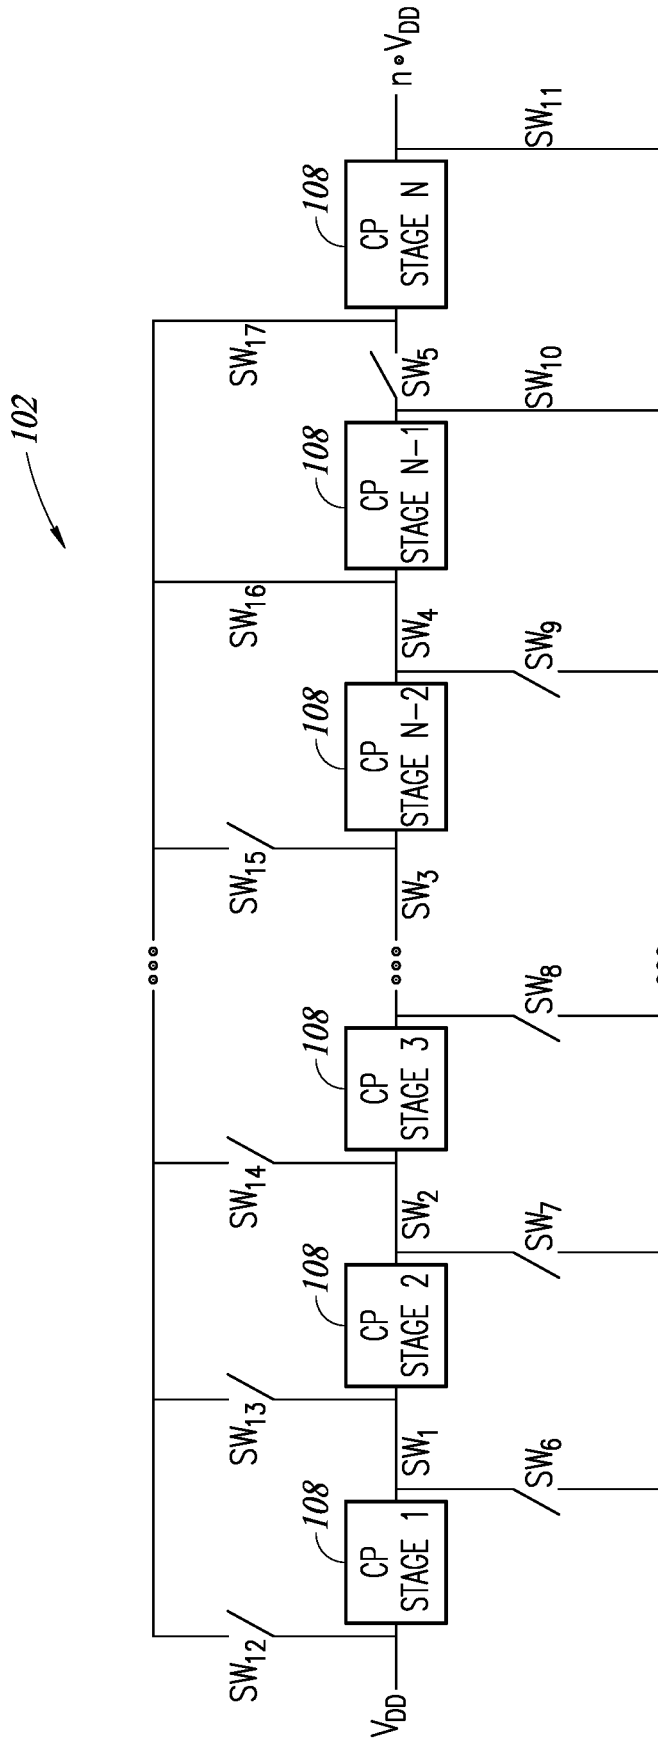 102
SW12
SW13
SW14
SW15
SW16
SW17
108
108
108
108
108
108
VDD
CP
STAGE 1
SW1
CP
STAGE 2
SW2
CP
STAGE 3
SW3
CP
STAGE N-2
SW4
CP
STAGE N-1
SW5
CP
STAGE N
n•VDD
SW6
SW7
SW8
SW9
SW10
SW11